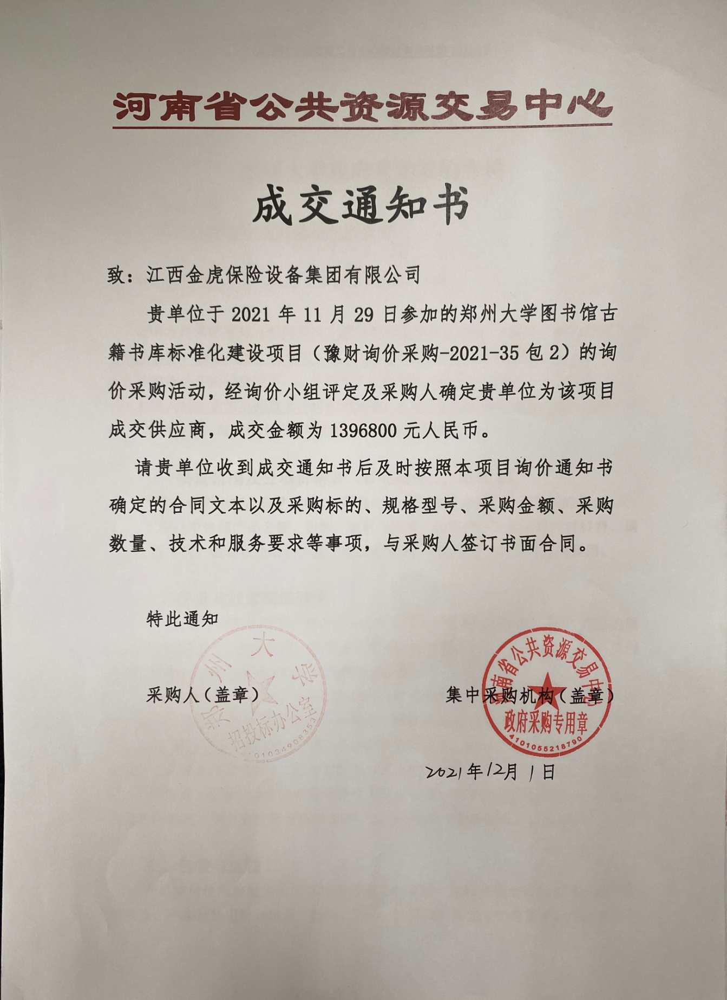 河南省公共资源交易中心
成交通知书
致：江西金虎保险设备集团有限公司
贵单位于 2021 年 11 月 29 日参加的郑州大学图书馆古
籍书库标准化建设项目（豫财询价采购-2021-35 包 2）的询
价采购活动，经询价小组评定及采购人确定贵单位为该项目
成交供应商，成交金额为 1396800 元人民币。
请贵单位收到成交通知书后及时按照本项目询价通知书
确定的合同文本以及采购标的、规格型号、采购金额、采购
数量、技术和服务要求等事项，与采购人签订书面合同。
特此通知
采购人（盖章）
郑州大学
招投标办公室
4101034908353
集中采购机构（盖章）
河南省公共资源交易中心
政府采购专用章
4101055218790
2021年12月1日